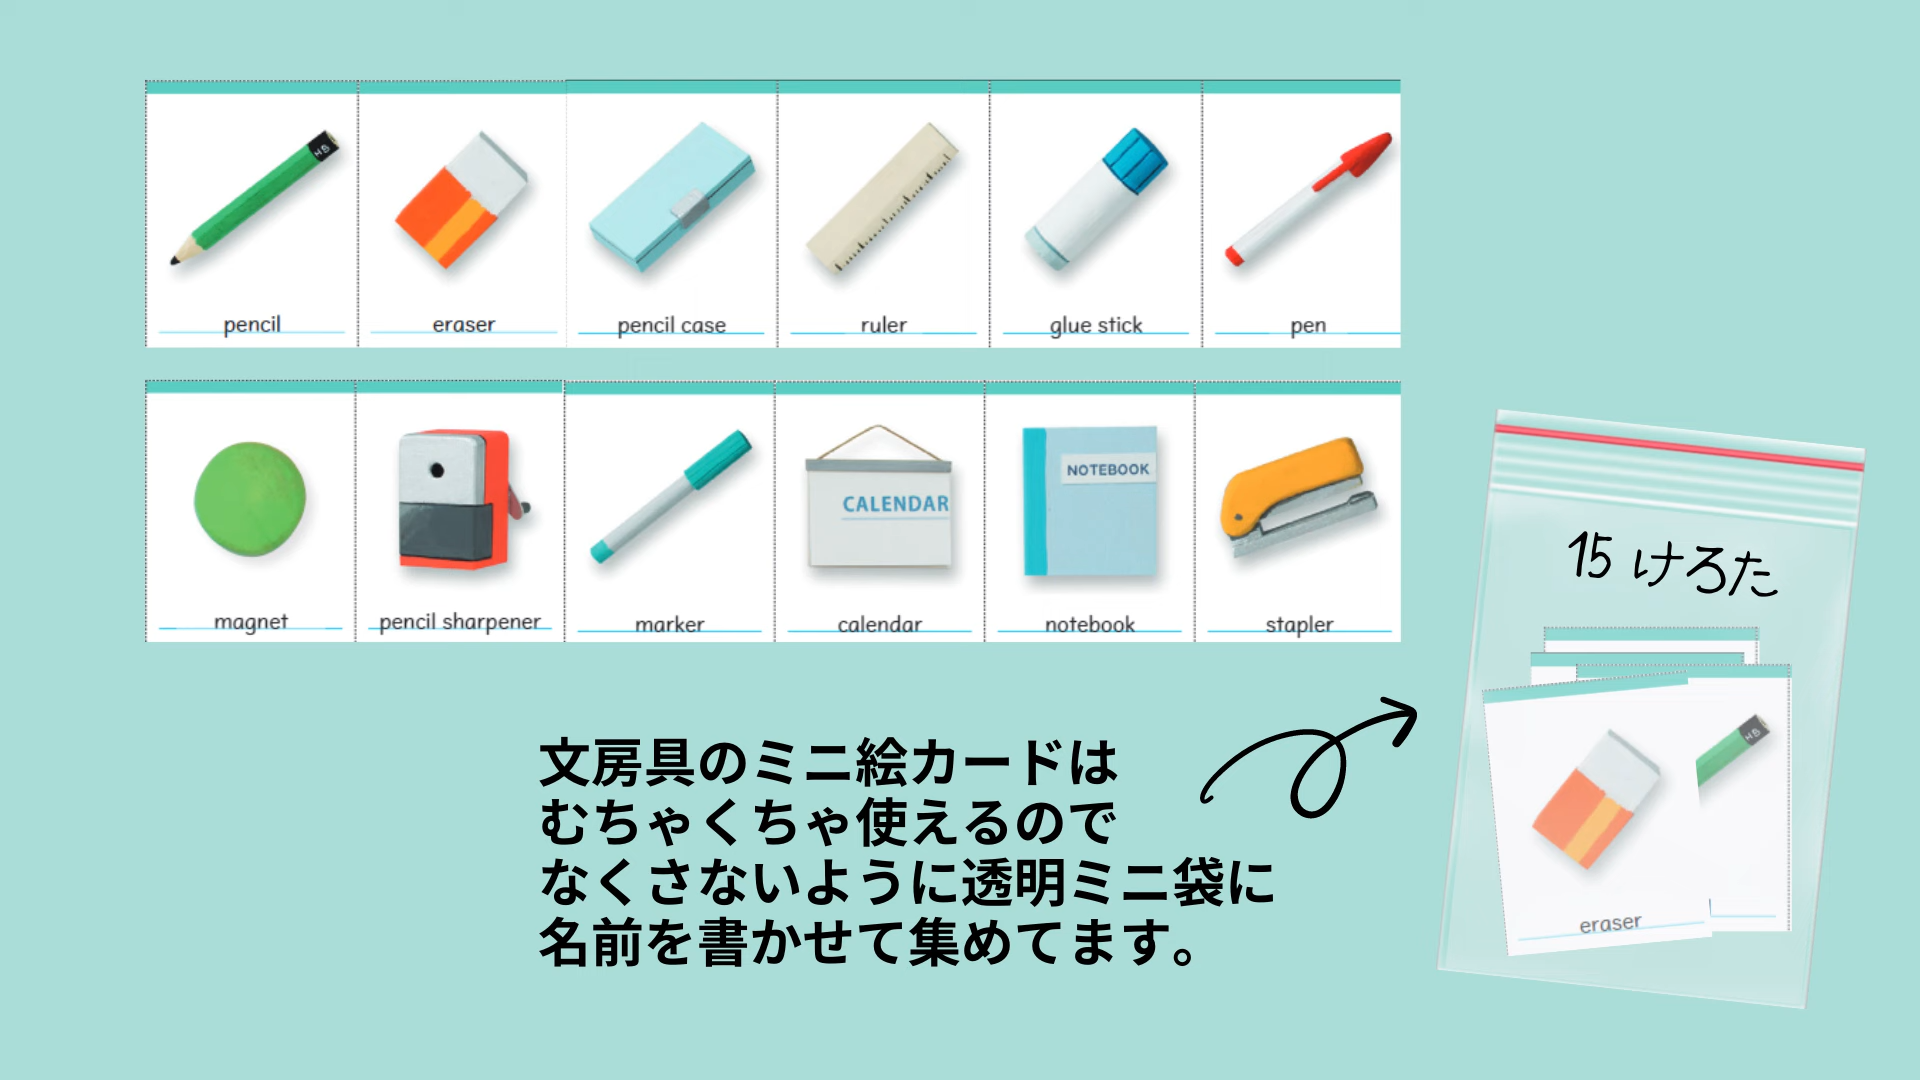 HB
pencil
eraser
pencil case
ruler
glue stick
pen
magnet
pencil sharpener
marker
CALENDAR
calendar
NOTEBOOK
notebook
stapler
15 けろた
HB
eraser
文房具のミニ絵カードは
むちゃくちゃ使えるので
なくさないように透明ミニ袋に
名前を書かせて集めてます。